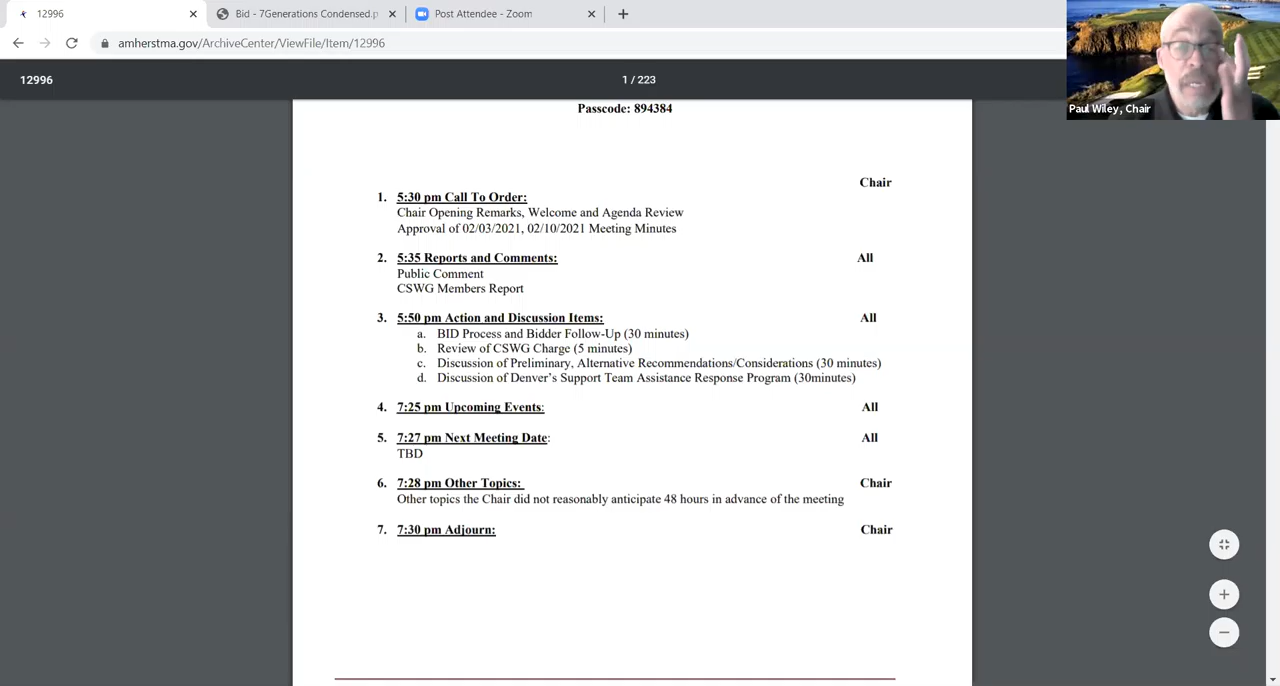 12996
Bid - 7Generations Condensed.p
Post Attendee - Zoom
amherstma.gov/ArchiveCenter/ViewFile/Item/12996
12996
1 / 223
Paul Wiley, Chair
Passcode: 894384
Chair
1. 5:30 pm Call To Order:
Chair Opening Remarks, Welcome and Agenda Review
Approval of 02/03/2021, 02/10/2021 Meeting Minutes
2. 5:35 Reports and Comments: All
Public Comment
CSWG Members Report
3. 5:50 pm Action and Discussion Items: All
a. BID Process and Bidder Follow-Up (30 minutes)
b. Review of CSWG Charge (5 minutes)
c. Discussion of Preliminary, Alternative Recommendations/Considerations (30 minutes)
d. Discussion of Denver's Support Team Assistance Response Program (30minutes)
4. 7:25 pm Upcoming Events: All
5. 7:27 pm Next Meeting Date: All
TBD
6. 7:28 pm Other Topics: Chair
Other topics the Chair did not reasonably anticipate 48 hours in advance of the meeting
7. 7:30 pm Adjourn: Chair